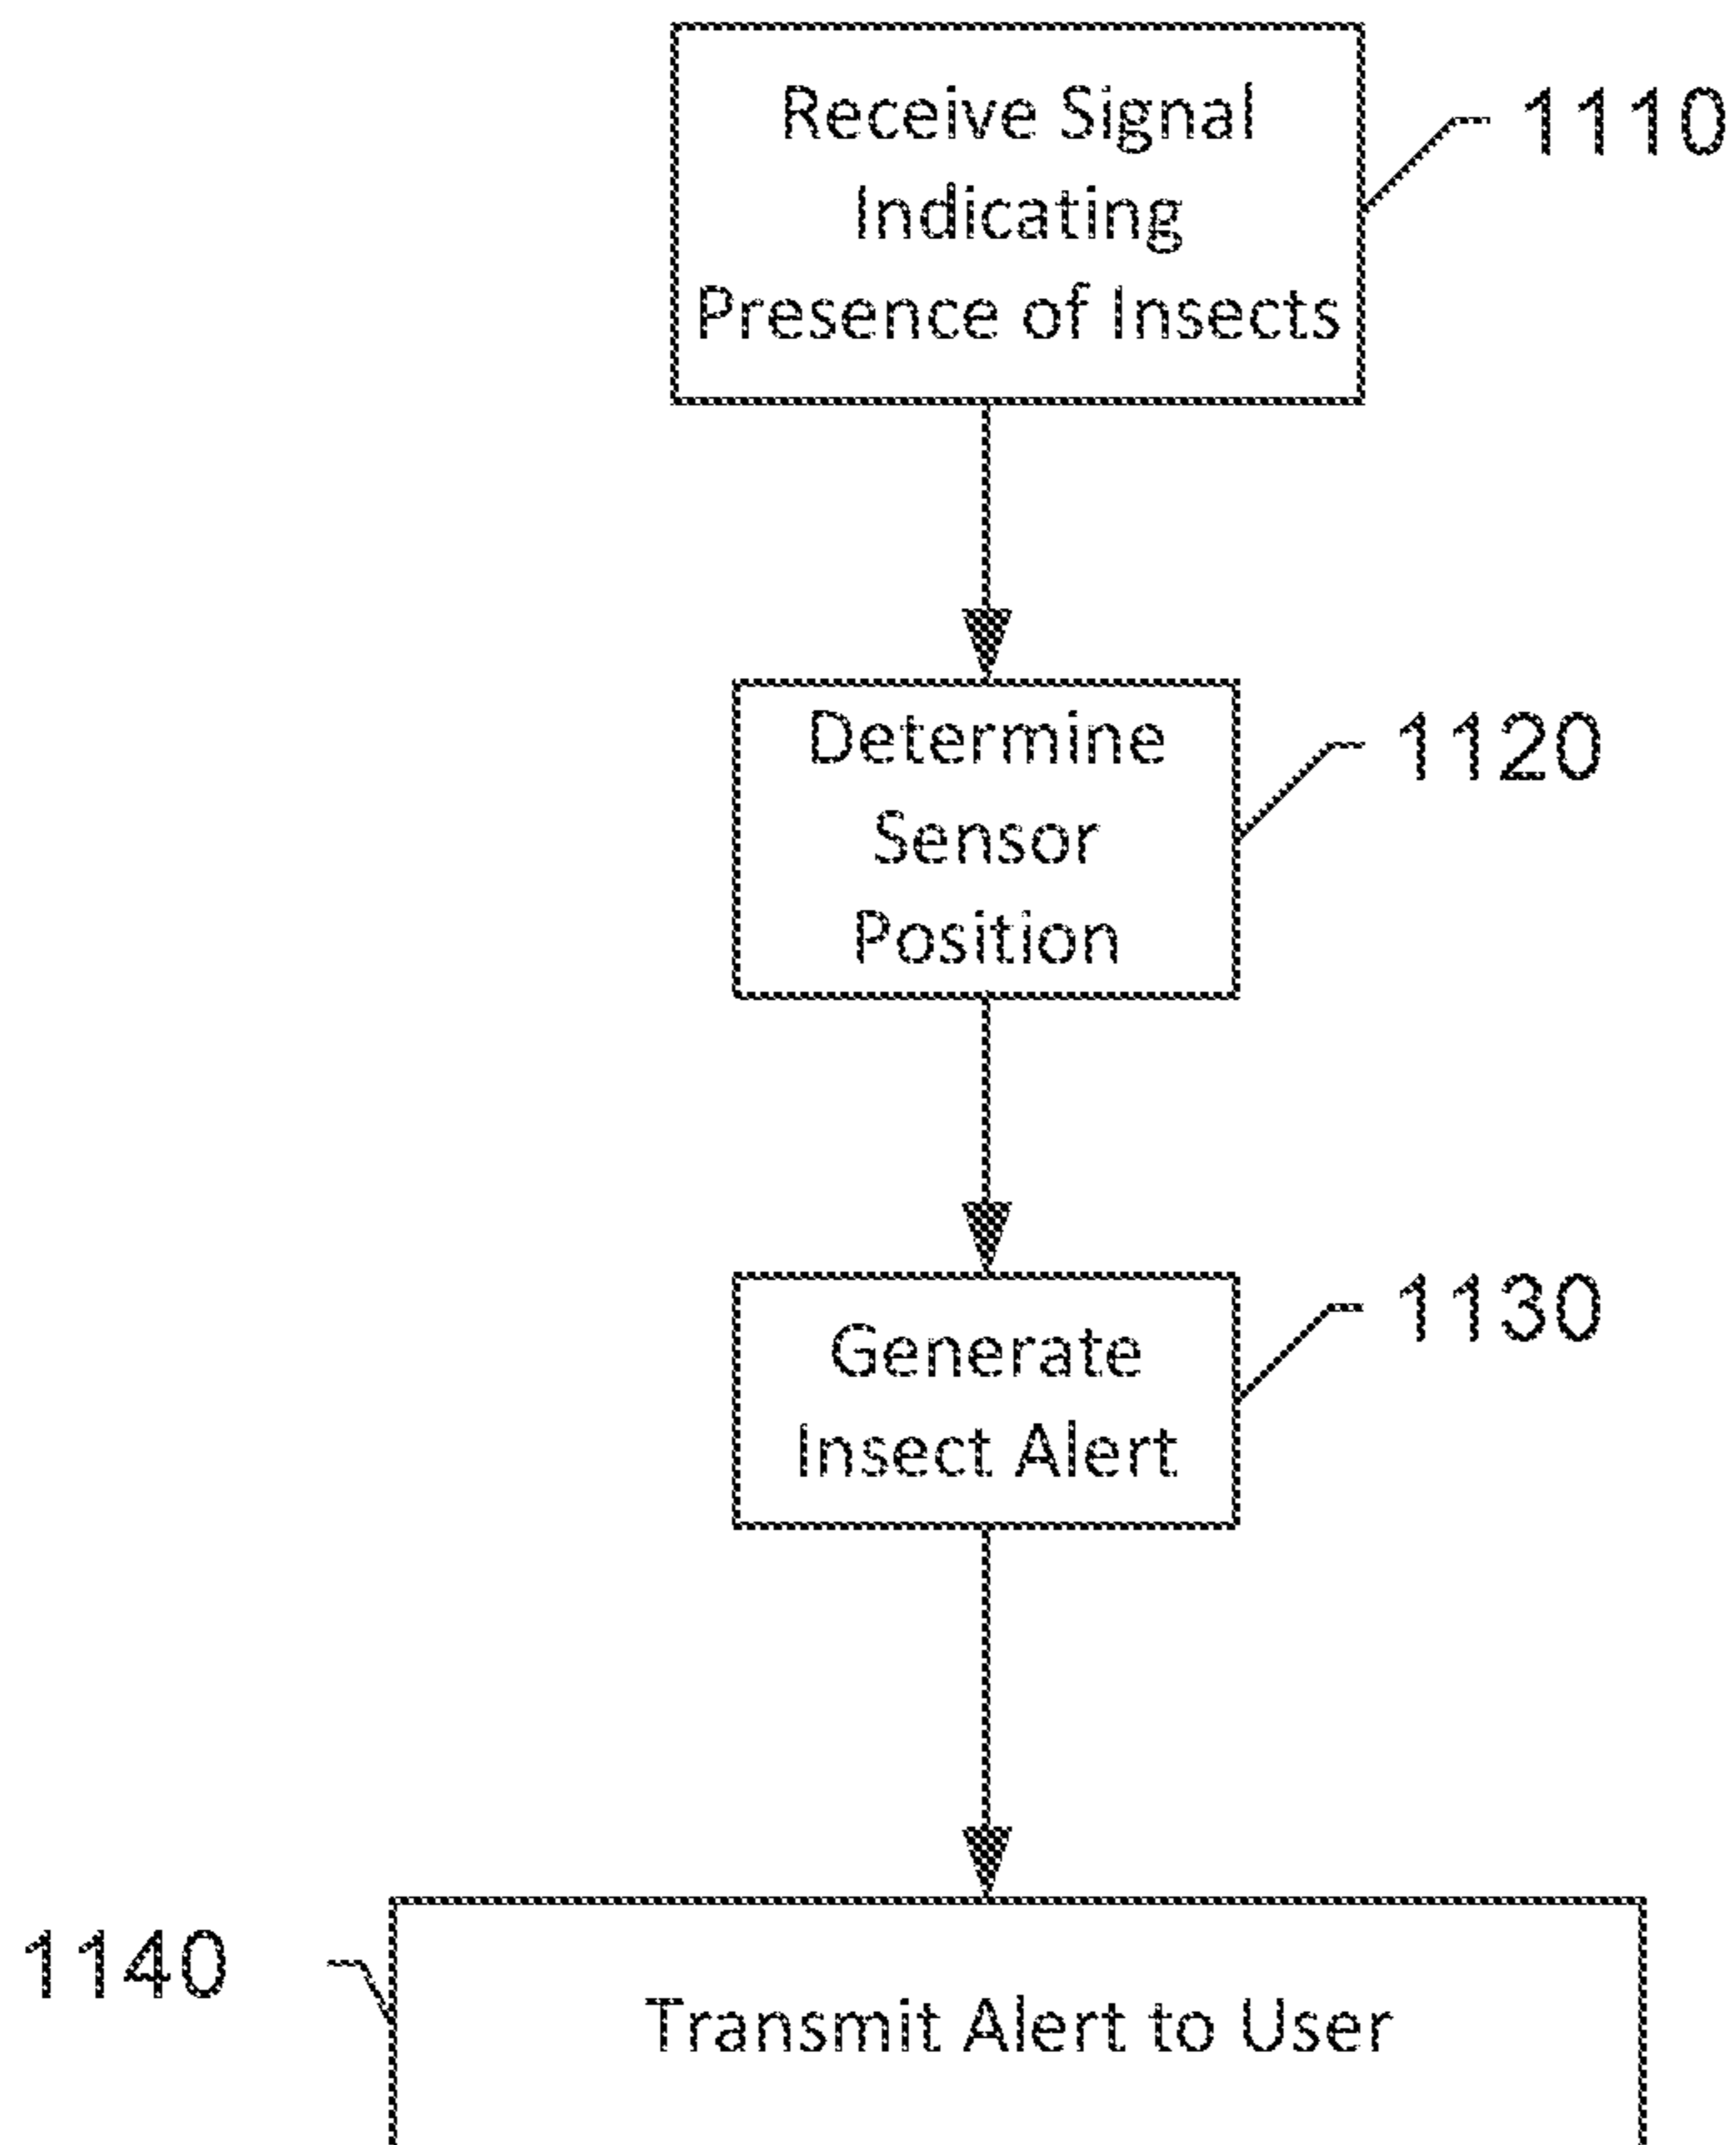 Receive Signal
Indicating
Presence of Insects
1110
Determine
Sensor
Position
1120
Generate
Insect Alert
1130
1140
Transmit Alert to User